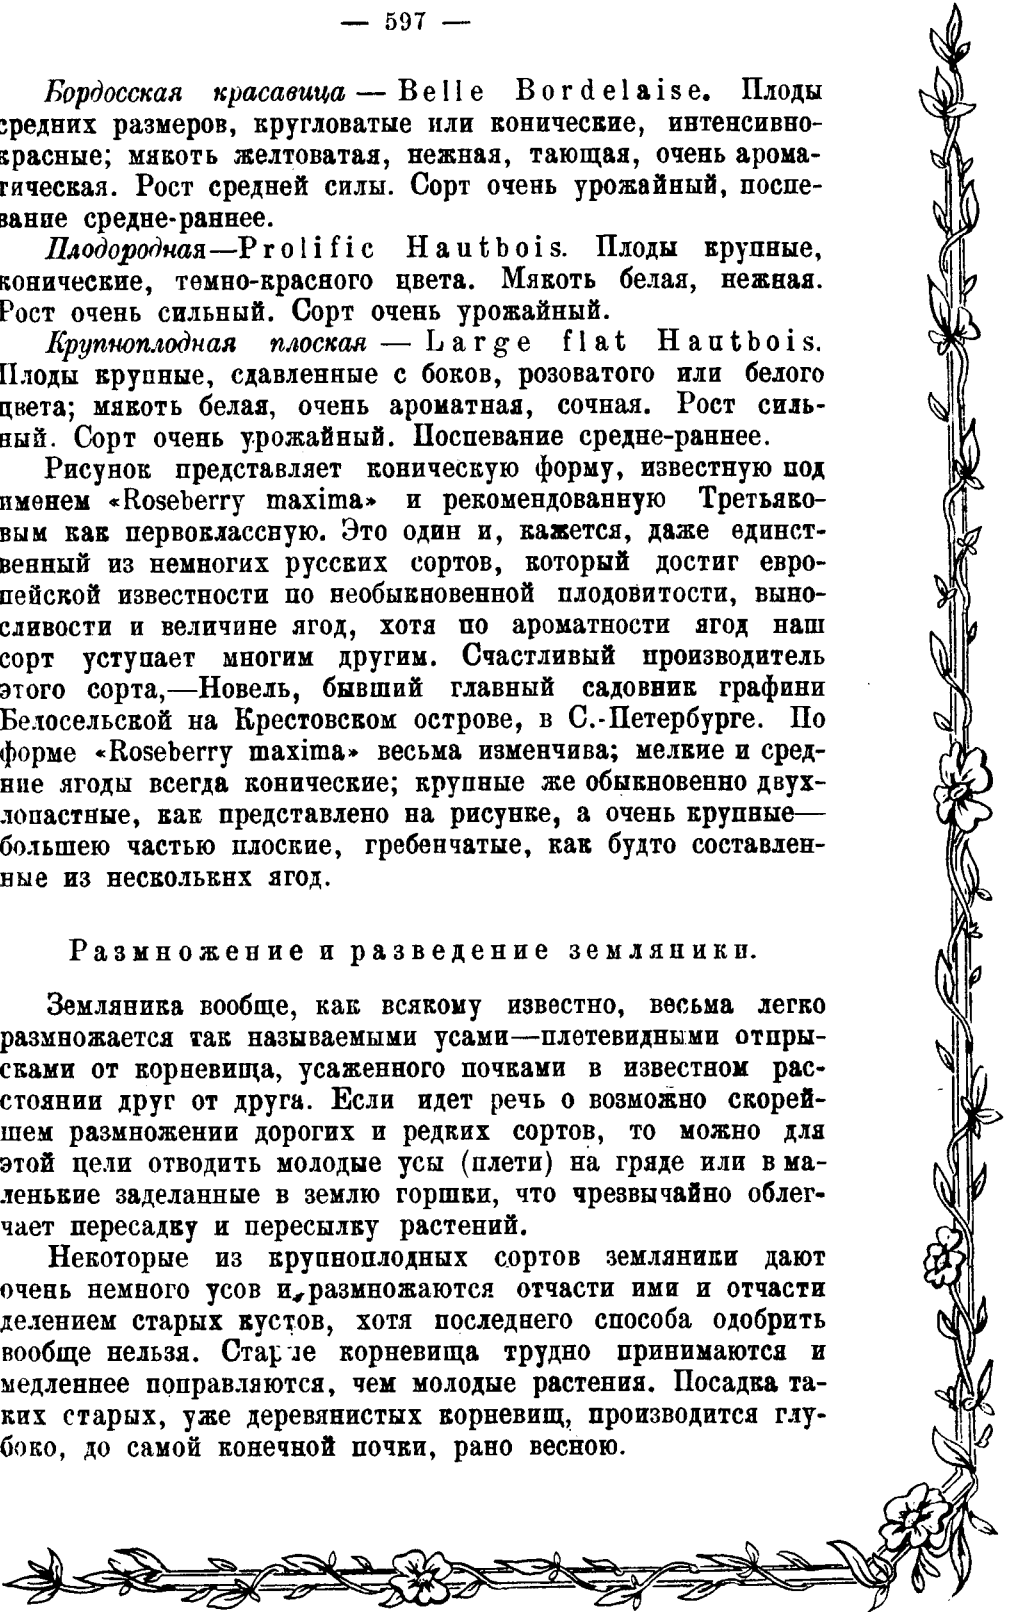 — 597 —
Бордосская красавица — Belle Bordelaise. Плоды
средних размеров, кругловатые или конические, интенсивно-
красные; мякоть желтоватая, нежная, тающая, очень арома-
тическая. Рост средней силы. Сорт очень урожайный, поспе-
вание средне-раннее.
Плодородная—Prolific Hautbois. Плоды крупные,
конические, темно-красного цвета. Мякоть белая, нежная.
Рост очень сильный. Сорт очень урожайный.
Крупноплодная плоская — Large flat Hautbois.
Плоды крупные, сдавленные с боков, розоватого или белого
цвета; мякоть белая, очень ароматная, сочная. Рост силь-
ный. Сорт очень урожайный. Поспевание средне-раннее.
Рисунок представляет коническую форму, известную под
именем «Roseberry maxima» и рекомендованную Третьяко-
вым как первоклассную. Это один и, кажется, даже единст-
венный из немногих русских сортов, который достиг евро-
пейской известности по необыкновенной плодовитости, выно-
сливости и величине ягод, хотя по ароматности ягод наш
сорт уступает многим другим. Счастливый производитель
этого сорта,—Новель, бывший главный садовник графини
Белосельской на Крестовском острове, в С.-Петербурге. По
форме «Roseberry maxima» весьма изменчива; мелкие и сред-
ние ягоды всегда конические; крупные же обыкновенно двух-
лопастные, как представлено на рисунке, а очень крупные—
большею частью плоские, гребенчатые, как будто составлен-
ные из нескольких ягод.
Размножение и разведение земляники.
Земляника вообще, как всякому известно, весьма легко
размножается так называемыми усами—плетевидными отпры-
сками от корневища, усаженного почками в известном рас-
стоянии друг от друга. Если идет речь о возможно скорей-
шем размножении дорогих и редких сортов, то можно для
этой цели отводить молодые усы (плети) на гряде или в ма-
ленькие заделанные в землю горшки, что чрезвычайно облег-
чает пересадку и пересылку растений.
Некоторые из крупноплодных сортов земляники дают
очень немного усов и размножаются отчасти ими и отчасти
делением старых кустов, хотя последнего способа одобрить
вообще нельзя. Старые корневища трудно принимаются и
медленнее поправляются, чем молодые растения. Посадка та-
ких старых, уже деревянистых корневищ, производится глу-
боко, до самой конечной почки, рано весною.